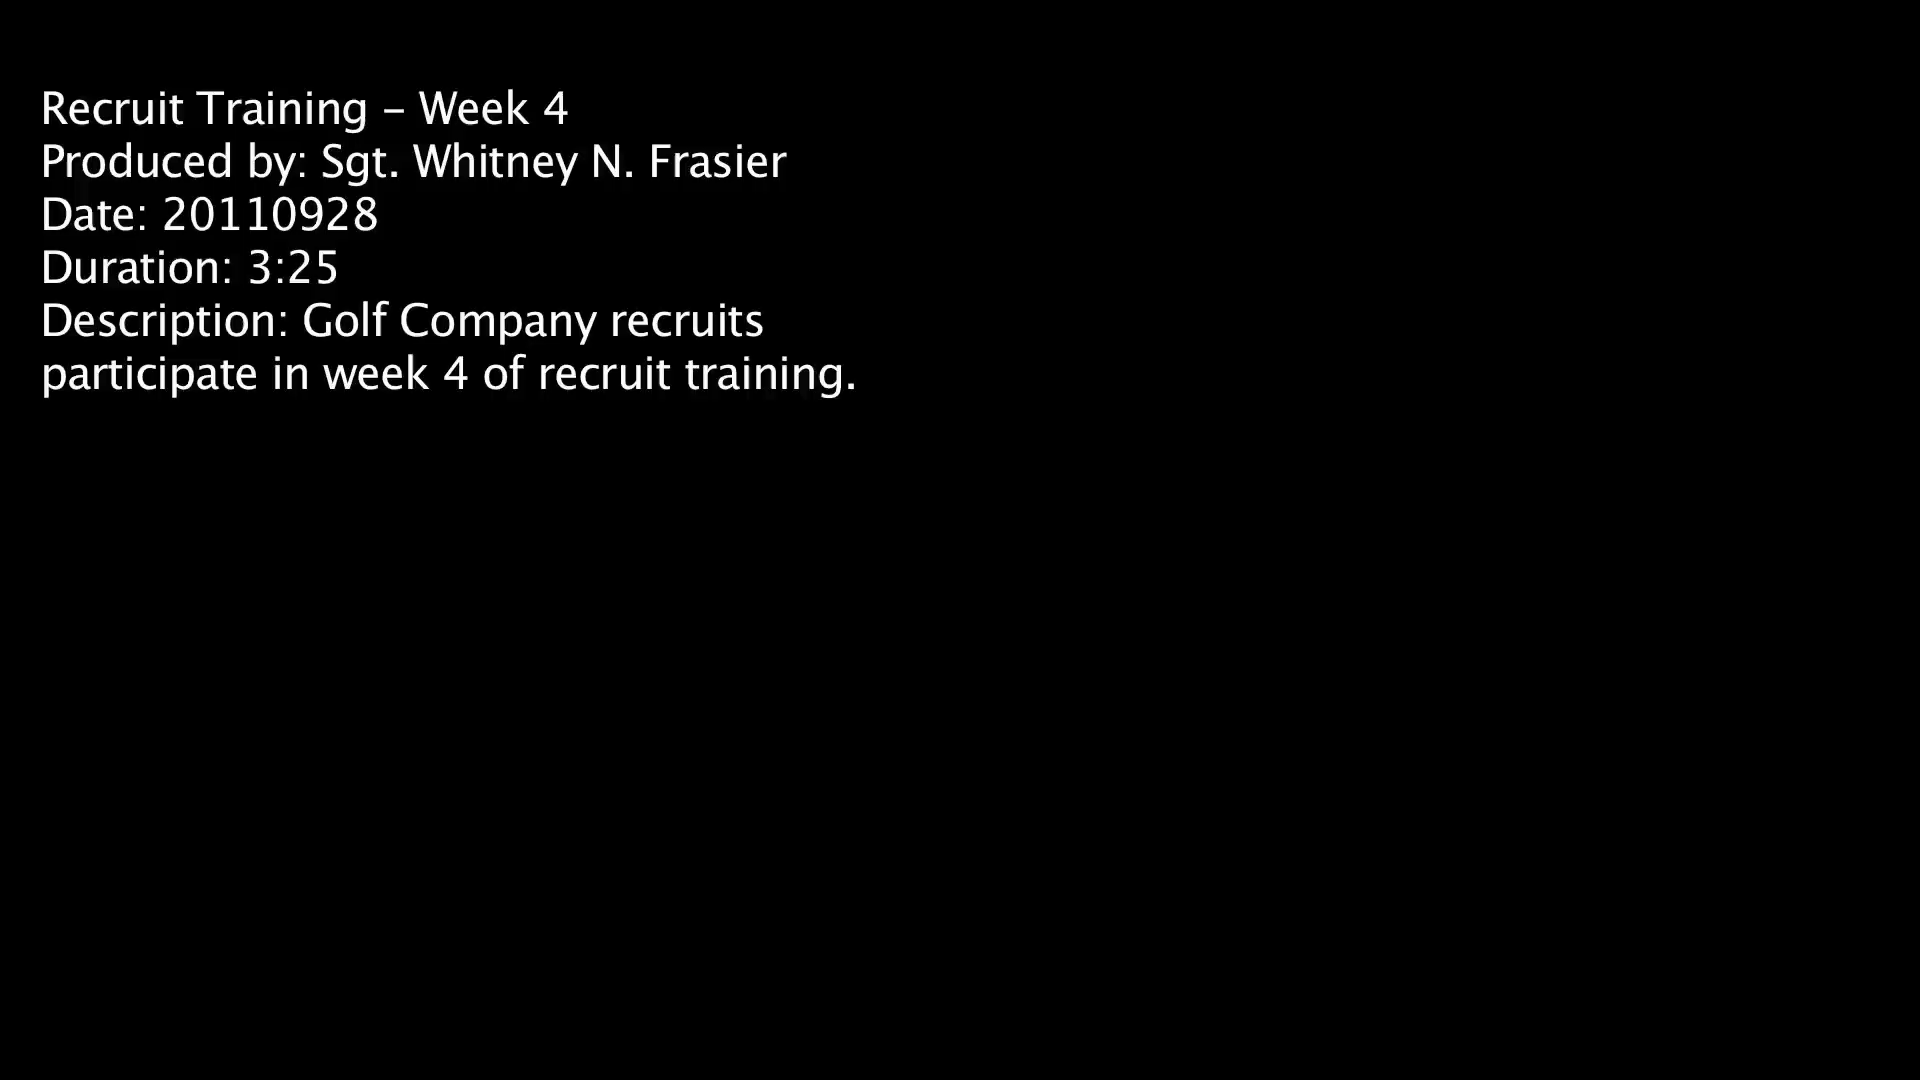 Recruit Training – Week 4
Produced by: Sgt. Whitney N. Frasier
Date: 20110928
Duration: 3:25
Description: Golf Company recruits
participate in week 4 of recruit training.